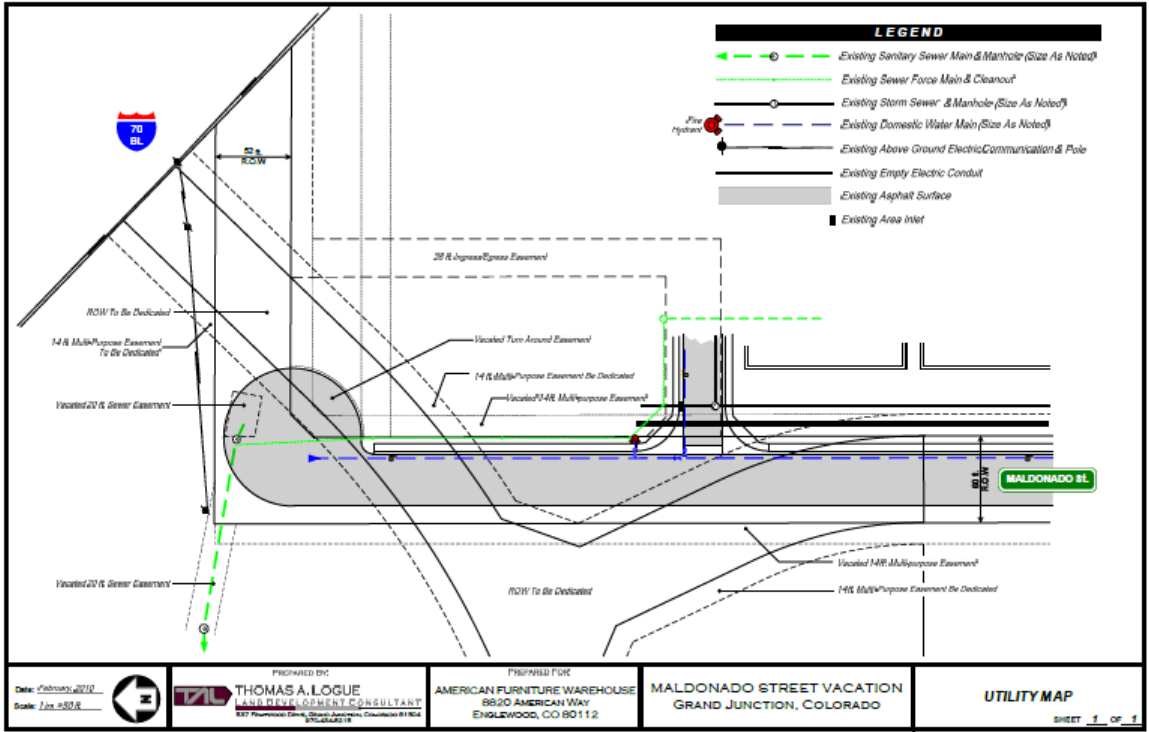 LEGEND
Existing Sanitary Sewer Main & Manhole (Size As Noted)
Existing Sewer Force Main & Cleanout
Existing Storm Sewer & Manhole (Size As Noted)
Fire
Hydrant
Existing Domestic Water Main (Size As Noted)
Existing Above Ground Electric,Communication & Pole
Existing Empty Electric Conduit
Existing Asphalt Surface
Existing Area Inlet
70
BL
52 ft.
R.O.W
28 ft. Ingress/Egress Easement
ROW To Be Dedicated
14 ft. Multi-Purpose Easement
To Be Dedicated
Vacated Turn Around Easement
14 ft. Multi-Purpose Easement Be Dedicated
Vacated 14 ft. Multi-purpose Easement
Vacated 20 ft. Sewer Easement
60 ft.
R.O.W
MALDONADO St.
Vacated 14 ft. Multi-purpose Easement
Vacated 20 ft. Sewer Easement
ROW To Be Dedicated
14 ft. Multi-Purpose Easement Be Dedicated
Date: February, 2010
Scale: 1 in. =80 ft.
N
TAL
PREPARED BY:
THOMAS A. LOGUE
LAND DEVELOPMENT CONSULTANT
Grand Junction, Colorado 81504
PREPARED FOR:
AMERICAN FURNITURE WAREHOUSE
8820 AMERICAN WAY
ENGLEWOOD, CO 80112
MALDONADO STREET VACATION
GRAND JUNCTION, COLORADO
UTILITY MAP
SHEET 1 OF 1